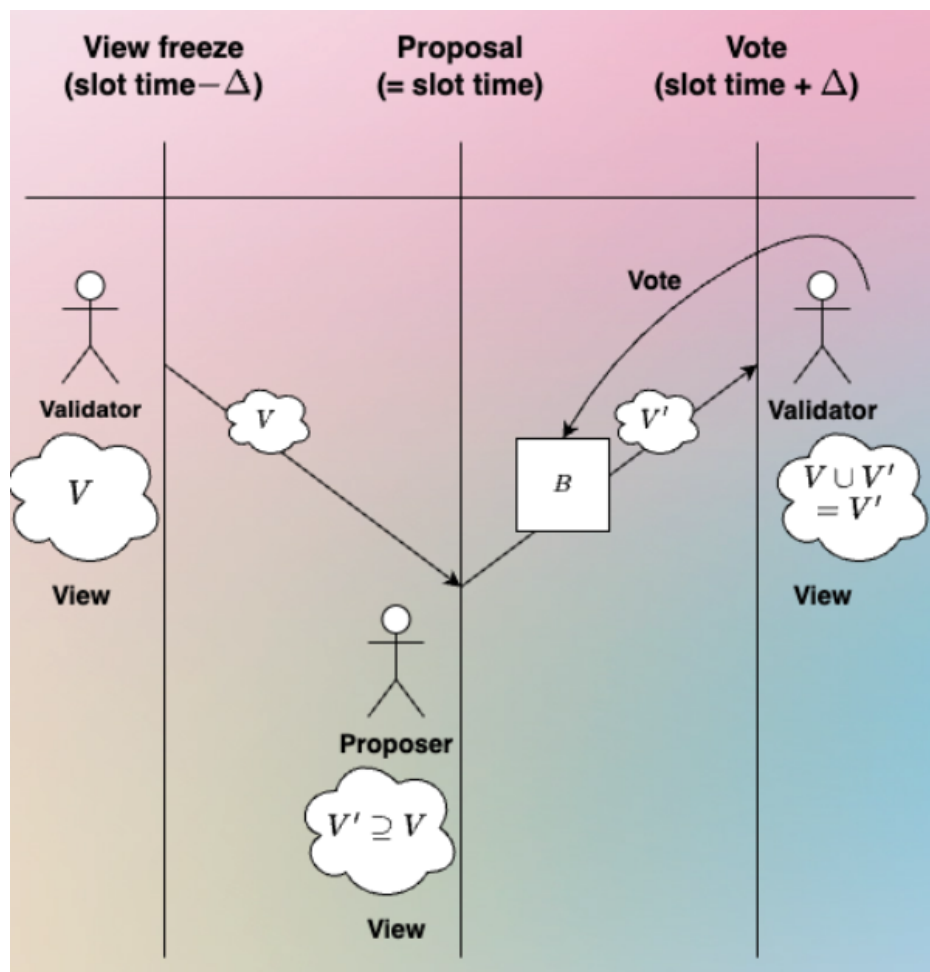 View freeze
(slot time−Δ)
Proposal
(= slot time)
Vote
(slot time + Δ)
Vote
Validator
V
V'
Validator
V
B
V ∪ V'
= V'
View
View
Proposer
V' ⊇ V
View